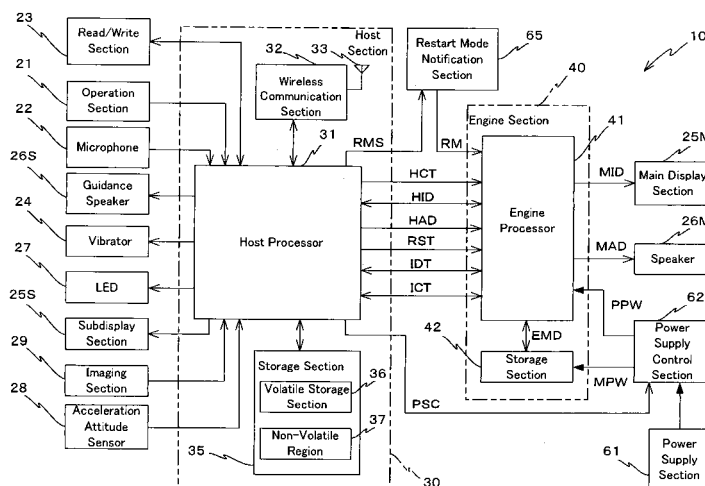 23
Read/Write
Section
21
Operation
Section
22
Microphone
26S
Guidance
Speaker
24
Vibrator
27
LED
25S
Subdisplay
Section
29
Imaging
Section
28
Acceleration
Attitude
Sensor
Host
Section
32
33
Wireless
Communication
Section
31
Host Processor
Storage Section
36
Volatile Storage
Section
37
Non-Volatile
Region
35
30
Restart Mode
Notification
Section
65
RMS
RM
HCT
HID
HAD
RST
IDT
ICT
PSC
10
40
Engine Section
41
Engine
Processor
EMD
42
Storage
Section
MID
25M
Main Display
Section
26M
MAD
Speaker
PPW
MPW
62
Power
Supply
Control
Section
61
Power
Supply
Section